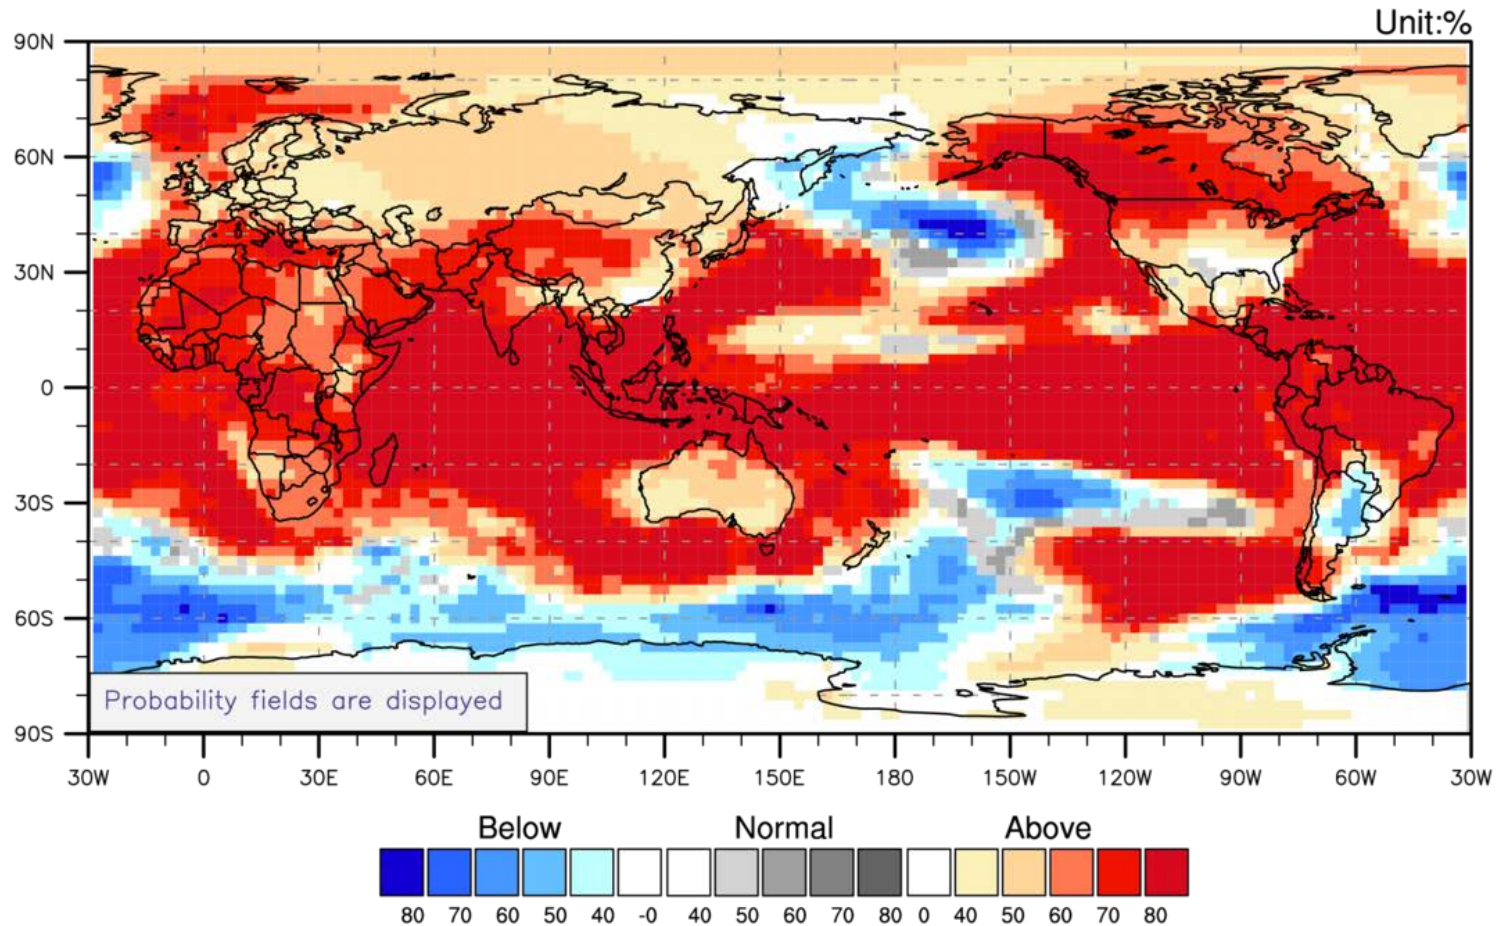 Unit:%
90N
60N
30N
0
30S
60S
90S
Probability fields are displayed
30W 0 30E 60E 90E 120E 150E 180 150W 120W 90W 60W 30W
Below Normal Above
80 70 60 50 40 -0 40 50 60 70 80 0 40 50 60 70 80